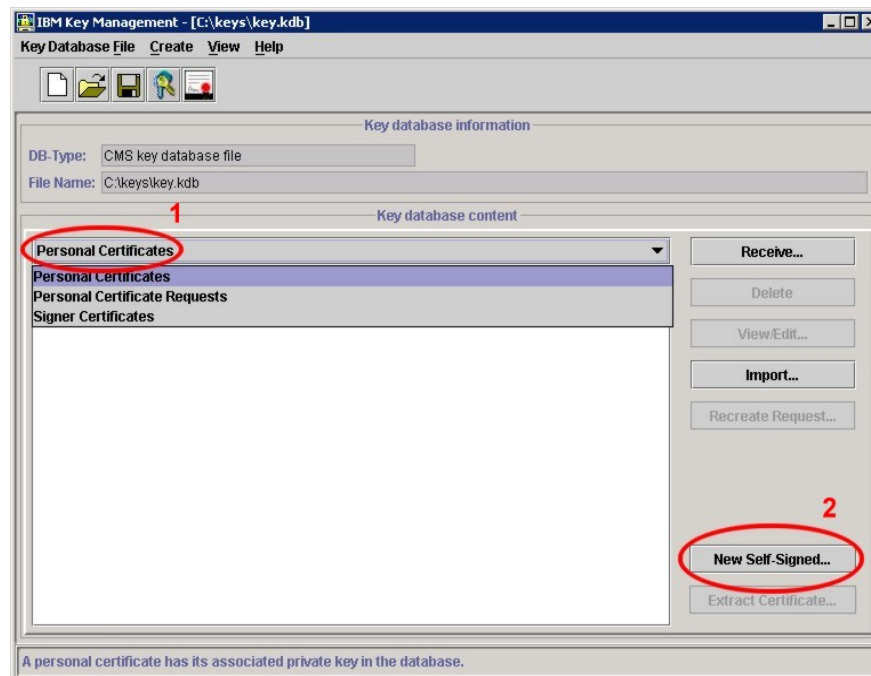 IBM Key Management - [C:\keys\key.kdb]
Key Database File Create View Help
Key database information
DB-Type: CMS key database file
File Name: C:\keys\key.kdb
1
Key database content
Personal Certificates
Receive...
Personal Certificates
Personal Certificate Requests
Signer Certificates
Delete
View/Edit...
Import...
Recreate Request...
2
New Self-Signed...
Extract Certificate...
A personal certificate has its associated private key in the database.